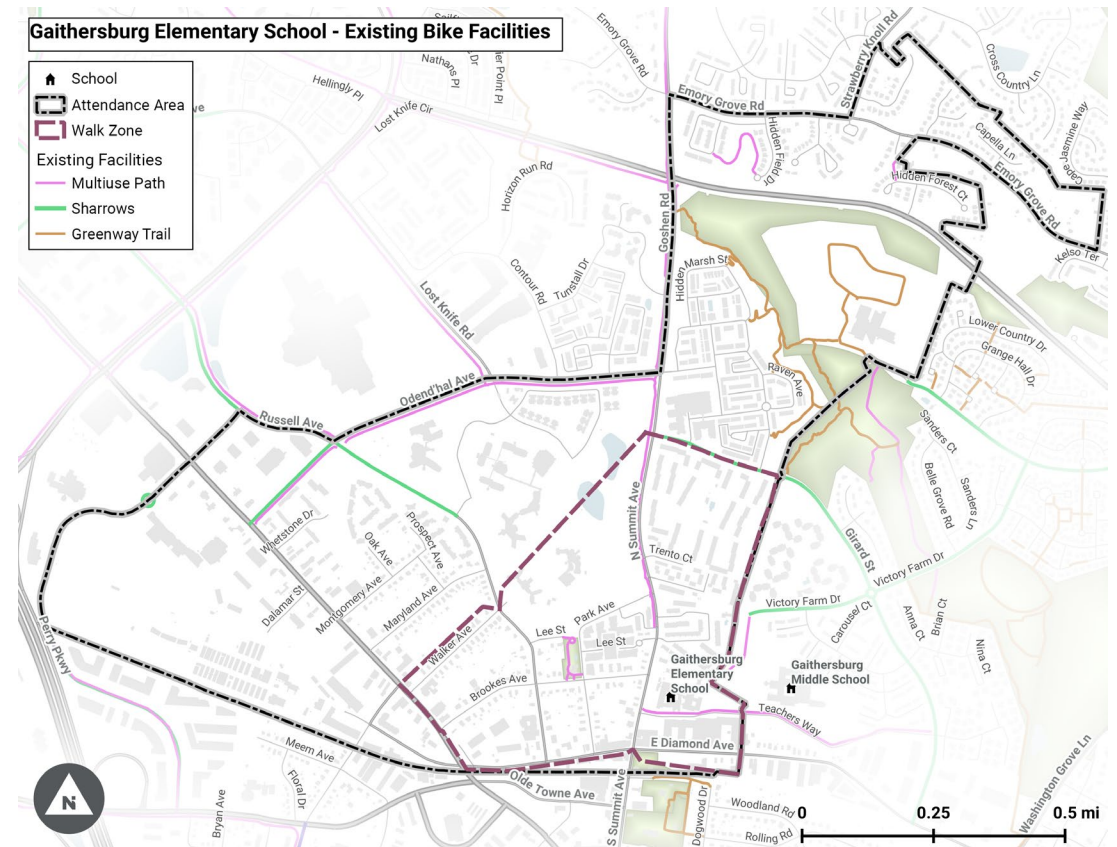 Gaithersburg Elementary School - Existing Bike Facilities
School
Attendance Area
Walk Zone
Existing Facilities
Multiuse Path
Sharrows
Greenway Trail
Nathans Pl
Emory Grove Rd
Hellingly Pl
Lost Knife Cir
Strawberry Knoll Rd
Cross Country Ln
Emory Grove Rd
Hidden Field Dr
Capella Ln
Jasmine Way
Cape
Hidden Forest Ct
Emory Grove Rd
Kelso Ter
Horizon Run Rd
Goshen Rd
Hidden
Marsh St
Contour Rd
Tunstall Dr
Lost Knife Rd
Lower Country Dr
Grange Hall Dr
Raven Ave
Odend'hal Ave
Russell Ave
Sanders Ct
Belle Grove Rd
Sanders Ln
Whetstone Dr
Prospect Ave
Oak Ave
N Summit Ave
Trento Ct
Girard St
Victory Farm Dr
Victory Farm Dr
Dalamar St
Montgomery Ave
Maryland Ave
Walker Ave
Park Ave
Lee St
Lee St
Carousel Ct
Anna Ct
Brian Ct
Nina Ct
Perry Pkwy
Brookes Ave
Gaithersburg
Elementary
School
Gaithersburg
Middle School
Teachers Way
E Diamond Ave
Meem Ave
Floral Dr
Bryan Ave
Olde Towne Ave
S Summit Ave
Dogwood Dr
Woodland Rd
Rolling Rd
Washington Grove Ln
N
0
0.25
0.5 mi